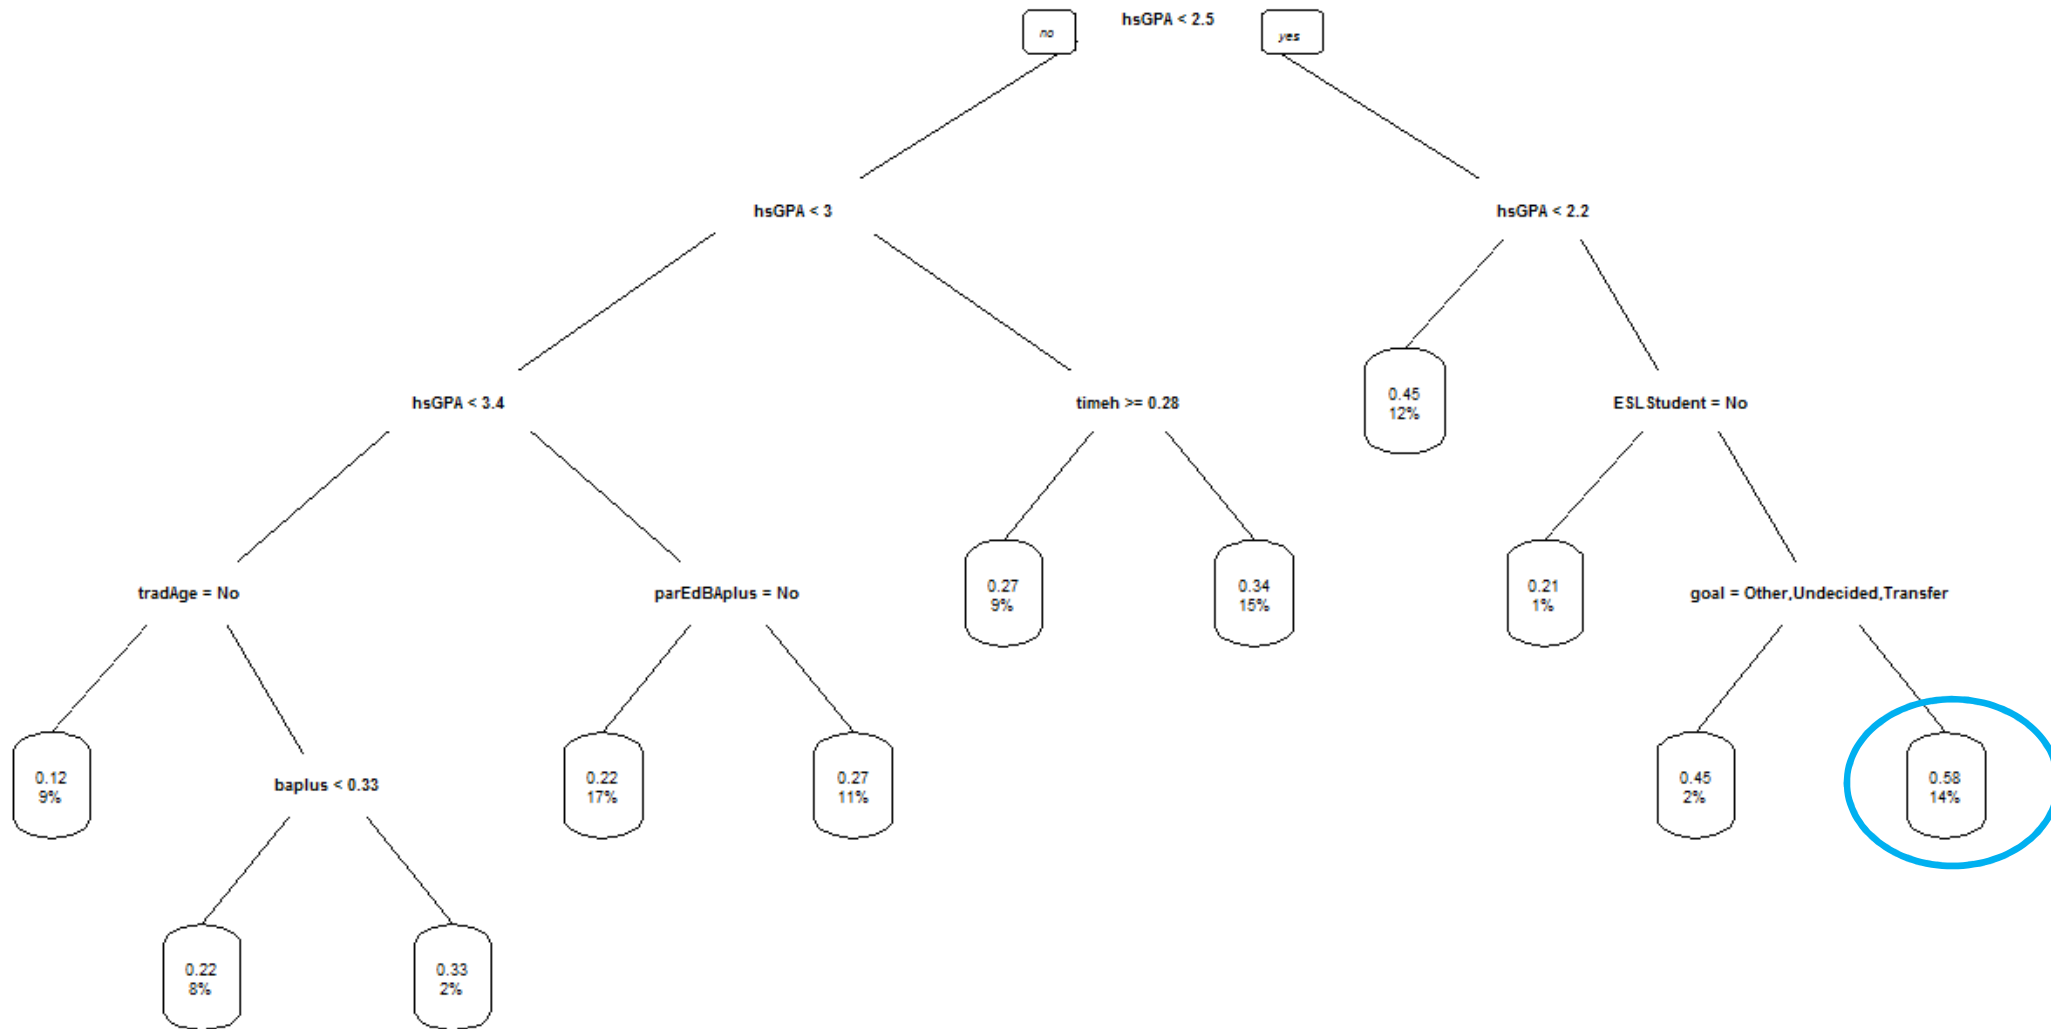 hsGPA < 2.5
no
yes
hsGPA < 3
hsGPA < 2.2
hsGPA < 3.4
timeh >= 0.28
0.45
12%
ESLStudent = No
tradAge = No
parEdBAplus = No
0.27
9%
0.34
15%
0.21
1%
goal = Other,Undecided,Transfer
0.12
9%
baplus < 0.33
0.22
17%
0.27
11%
0.45
2%
0.58
14%
0.22
8%
0.33
2%